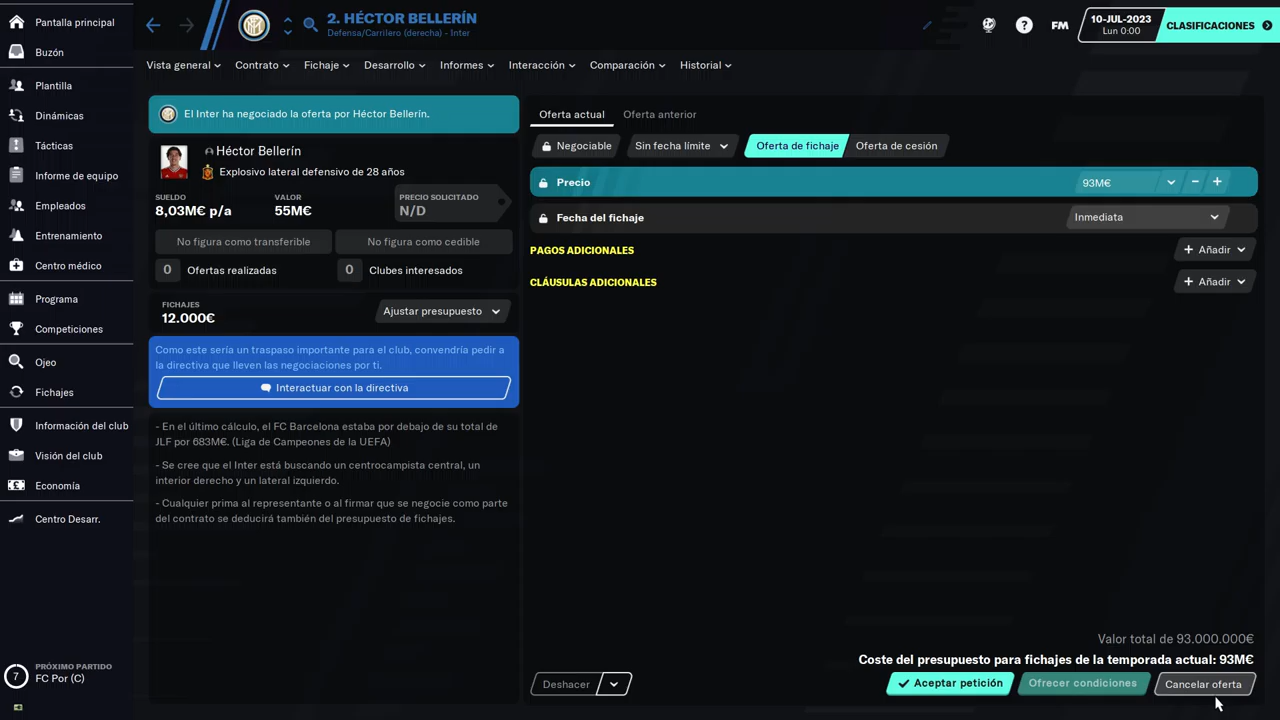 Pantalla principal
Buzón
Plantilla
Dinámicas
Tácticas
Informe de equipo
Empleados
Entrenamiento
Centro médico
Programa
Competiciones
Ojeo
Fichajes
Información del club
Visión del club
Economía
Centro Desarr.
7
PRÓXIMO PARTIDO
FC Por (C)
2. HÉCTOR BELLERÍN
Defensa/Carrilero (derecha) - Inter
?
FM
10-JUL-2023
Lun 0:00
CLASIFICACIONES
Vista general
Contrato
Fichaje
Desarrollo
Informes
Interacción
Comparación
Historial
El Inter ha negociado la oferta por Héctor Bellerín.
Héctor Bellerín
Explosivo lateral defensivo de 28 años
SUELDO
8,03M€ p/a
VALOR
55M€
PRECIO SOLICITADO
N/D
No figura como transferible
No figura como cedible
0 Ofertas realizadas
0 Clubes interesados
FICHAJES
12.000€
Ajustar presupuesto
Como este sería un traspaso importante para el club, convendría pedir a
la directiva que lleven las negociaciones por ti.
Interactuar con la directiva
- En el último cálculo, el FC Barcelona estaba por debajo de su total de
JLF por 683M€. (Liga de Campeones de la UEFA)
- Se cree que el Inter está buscando un centrocampista central, un
interior derecho y un lateral izquierdo.
- Cualquier prima al representante o al firmar que se negocie como parte
del contrato se deducirá también del presupuesto de fichajes.
Oferta actual
Oferta anterior
Negociable
Sin fecha límite
Oferta de fichaje
Oferta de cesión
Precio
93M€
- +
Fecha del fichaje
Inmediata
PAGOS ADICIONALES
+ Añadir
CLÁUSULAS ADICIONALES
+ Añadir
Valor total de 93.000.000€
Coste del presupuesto para fichajes de la temporada actual: 93M€
Deshacer
Aceptar petición
Ofrecer condiciones
Cancelar oferta